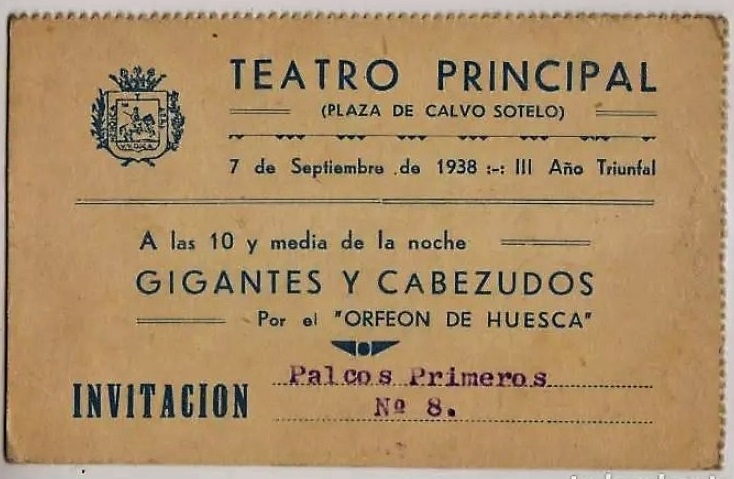 TEATRO PRINCIPAL
(PLAZA DE CALVO SOTELO)
7 de Septiembre de 1938 :-: III Año Triunfal
A las 10 y media de la noche
GIGANTES Y CABEZUDOS
Por el "ORFEON DE HUESCA"
INVITACION Palcos Primeros
Nº 8.